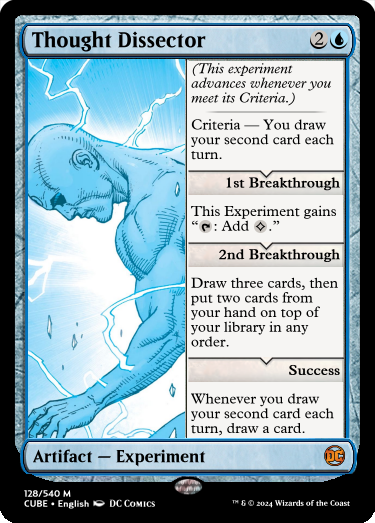 Thought Dissector 2
(This experiment
advances whenever you
meet its Criteria.)
Criteria — You draw
your second card each
turn.
1st Breakthrough
This Experiment gains
“: Add .”
2nd Breakthrough
Draw three cards, then
put two cards from
your hand on top of
your library in any
order.
Success
Whenever you draw
your second card each
turn, draw a card.
Artifact — Experiment
DC
128/540 M
CUBE • English DC Comics
™ & © 2024 Wizards of the Coast